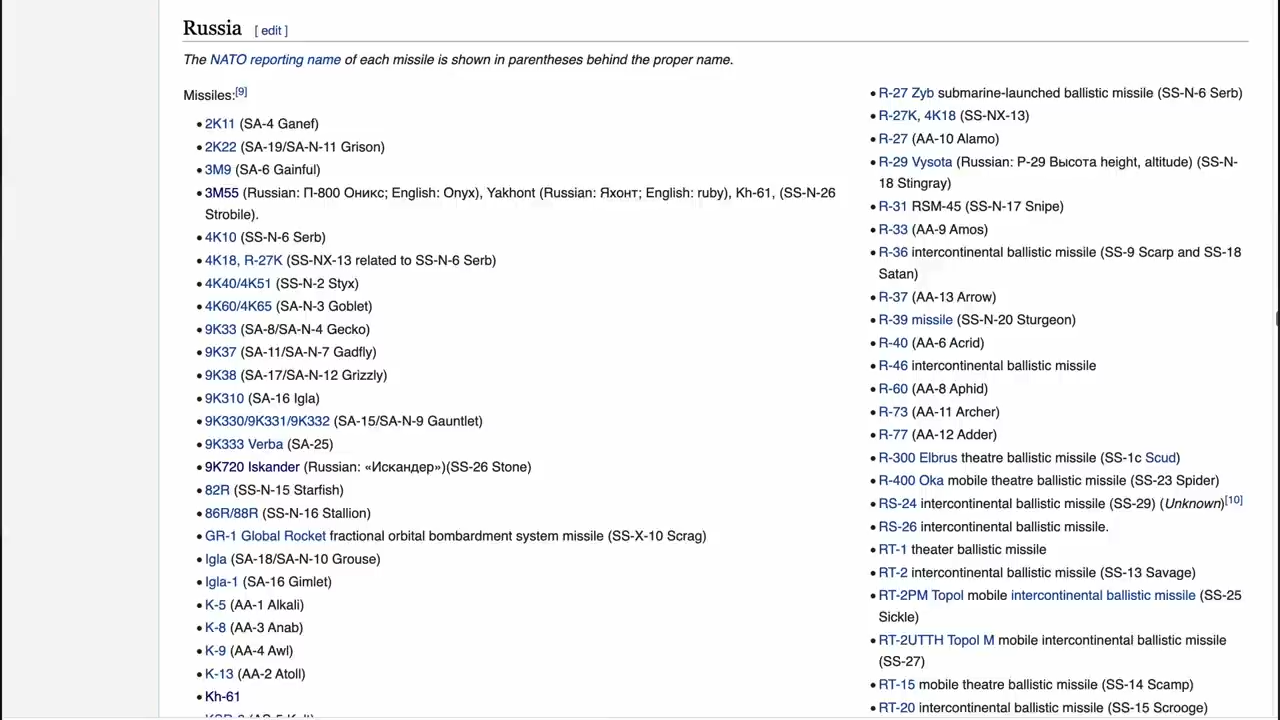 Russia [ edit ]
The NATO reporting name of each missile is shown in parentheses behind the proper name.
Missiles:[9]
2K11 (SA-4 Ganef)
2K22 (SA-19/SA-N-11 Grison)
3M9 (SA-6 Gainful)
3M55 (Russian: П-800 Оникс; English: Onyx), Yakhont (Russian: Яхонт; English: ruby), Kh-61, (SS-N-26
Strobile).
4K10 (SS-N-6 Serb)
4K18, R-27K (SS-NX-13 related to SS-N-6 Serb)
4K40/4K51 (SS-N-2 Styx)
4K60/4K65 (SA-N-3 Goblet)
9K33 (SA-8/SA-N-4 Gecko)
9K37 (SA-11/SA-N-7 Gadfly)
9K38 (SA-17/SA-N-12 Grizzly)
9K310 (SA-16 Igla)
9K330/9K331/9K332 (SA-15/SA-N-9 Gauntlet)
9K333 Verba (SA-25)
9K720 Iskander (Russian: «Искандер»)(SS-26 Stone)
82R (SS-N-15 Starfish)
86R/88R (SS-N-16 Stallion)
GR-1 Global Rocket fractional orbital bombardment system missile (SS-X-10 Scrag)
Igla (SA-18/SA-N-10 Grouse)
Igla-1 (SA-16 Gimlet)
K-5 (AA-1 Alkali)
K-8 (AA-3 Anab)
K-9 (AA-4 Awl)
K-13 (AA-2 Atoll)
Kh-61
R-27 Zyb submarine-launched ballistic missile (SS-N-6 Serb)
R-27K, 4K18 (SS-NX-13)
R-27 (AA-10 Alamo)
R-29 Vysota (Russian: Р-29 Высота height, altitude) (SS-N-
18 Stingray)
R-31 RSM-45 (SS-N-17 Snipe)
R-33 (AA-9 Amos)
R-36 intercontinental ballistic missile (SS-9 Scarp and SS-18
Satan)
R-37 (AA-13 Arrow)
R-39 missile (SS-N-20 Sturgeon)
R-40 (AA-6 Acrid)
R-46 intercontinental ballistic missile
R-60 (AA-8 Aphid)
R-73 (AA-11 Archer)
R-77 (AA-12 Adder)
R-300 Elbrus theatre ballistic missile (SS-1c Scud)
R-400 Oka mobile theatre ballistic missile (SS-23 Spider)
RS-24 intercontinental ballistic missile (SS-29) (Unknown)[10]
RS-26 intercontinental ballistic missile.
RT-1 theater ballistic missile
RT-2 intercontinental ballistic missile (SS-13 Savage)
RT-2PM Topol mobile intercontinental ballistic missile (SS-25
Sickle)
RT-2UTTH Topol M mobile intercontinental ballistic missile
(SS-27)
RT-15 mobile theatre ballistic missile (SS-14 Scamp)
RT-20 intercontinental ballistic missile (SS-15 Scrooge)